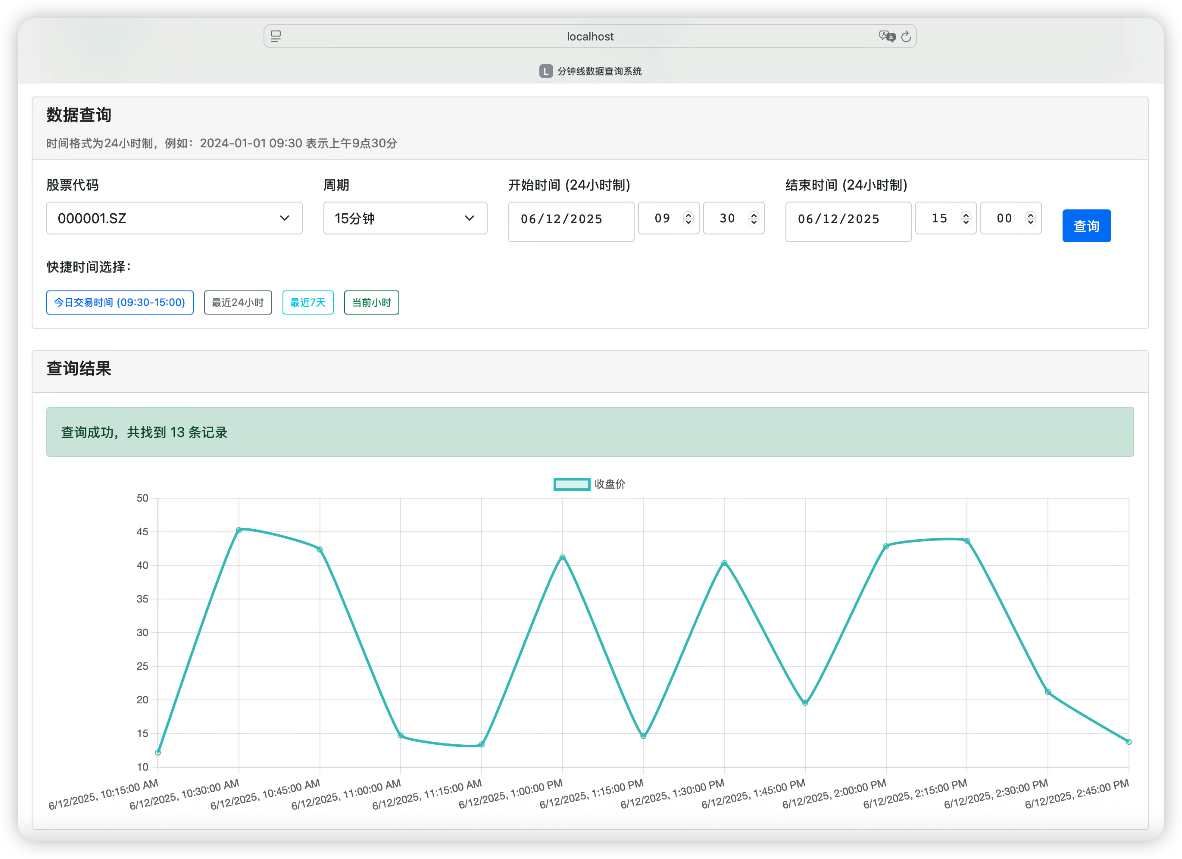 localhost
L 分钟线数据查询系统
数据查询
时间格式为24小时制，例如：2024-01-01 09:30 表示上午9点30分
股票代码 周期 开始时间 (24小时制) 结束时间 (24小时制)
000001.SZ 15分钟 06/12/2025 09 30 06/12/2025 15 00 查询
快捷时间选择：
今日交易时间 (09:30-15:00) 最近24小时 最近7天 当前小时
查询结果
查询成功，共找到 13 条记录
收盘价
50
45
40
35
30
25
20
15
10
6/12/2025, 10:15:00 AM
6/12/2025, 10:30:00 AM
6/12/2025, 10:45:00 AM
6/12/2025, 11:00:00 AM
6/12/2025, 11:15:00 AM
6/12/2025, 1:00:00 PM
6/12/2025, 1:15:00 PM
6/12/2025, 1:30:00 PM
6/12/2025, 1:45:00 PM
6/12/2025, 2:00:00 PM
6/12/2025, 2:15:00 PM
6/12/2025, 2:30:00 PM
6/12/2025, 2:45:00 PM